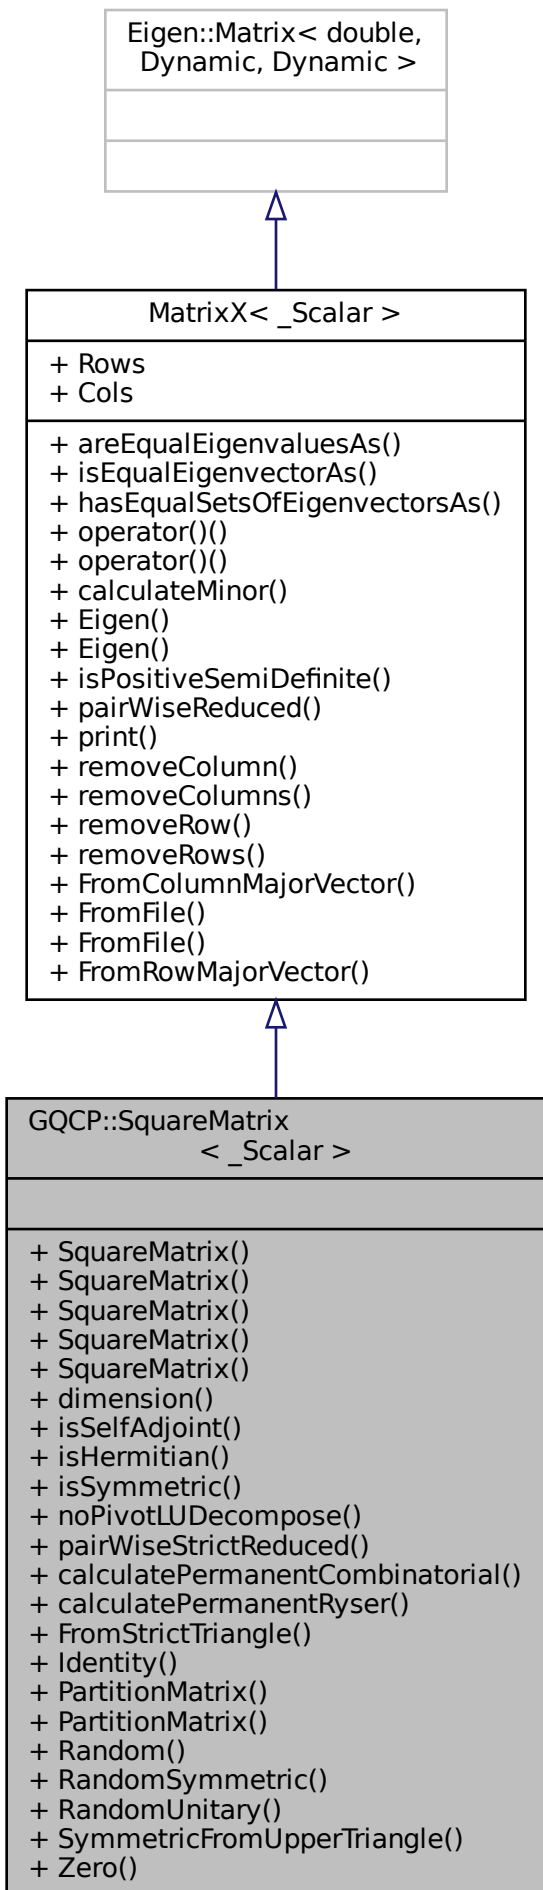 Eigen::Matrix< double,
Dynamic, Dynamic >
MatrixX< _Scalar >
+ Rows
+ Cols
+ areEqualEigenvaluesAs()
+ isEqualEigenvectorAs()
+ hasEqualSetsOfEigenvectorsAs()
+ operator()()
+ operator()()
+ calculateMinor()
+ Eigen()
+ Eigen()
+ isPositiveSemiDefinite()
+ pairWiseReduced()
+ print()
+ removeColumn()
+ removeColumns()
+ removeRow()
+ removeRows()
+ FromColumnMajorVector()
+ FromFile()
+ FromFile()
+ FromRowMajorVector()
GQCP::SquareMatrix
< _Scalar >
+ SquareMatrix()
+ SquareMatrix()
+ SquareMatrix()
+ SquareMatrix()
+ SquareMatrix()
+ dimension()
+ isSelfAdjoint()
+ isHermitian()
+ isSymmetric()
+ noPivotLUDecompose()
+ pairWiseStrictReduced()
+ calculatePermanentCombinatorial()
+ calculatePermanentRyser()
+ FromStrictTriangle()
+ Identity()
+ PartitionMatrix()
+ PartitionMatrix()
+ Random()
+ RandomSymmetric()
+ RandomUnitary()
+ SymmetricFromUpperTriangle()
+ Zero()